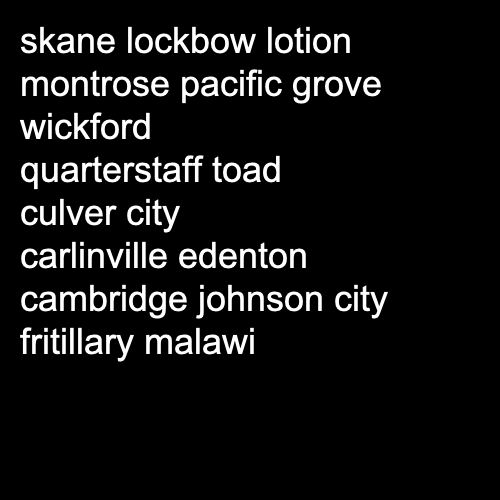 skane lockbow lotion
montrose pacific grove
wickford
quarterstaff toad
culver city
carlinville edenton
cambridge johnson city
fritillary malawi